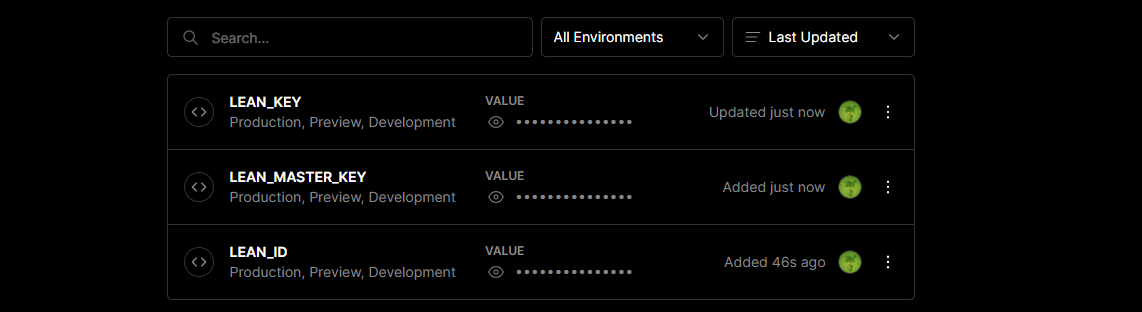 Search...
All Environments
Last Updated
LEAN_KEY
Production, Preview, Development
VALUE
•••••••••••••••
Updated just now
LEAN_MASTER_KEY
Production, Preview, Development
VALUE
•••••••••••••••
Added just now
LEAN_ID
Production, Preview, Development
VALUE
•••••••••••••••
Added 46s ago